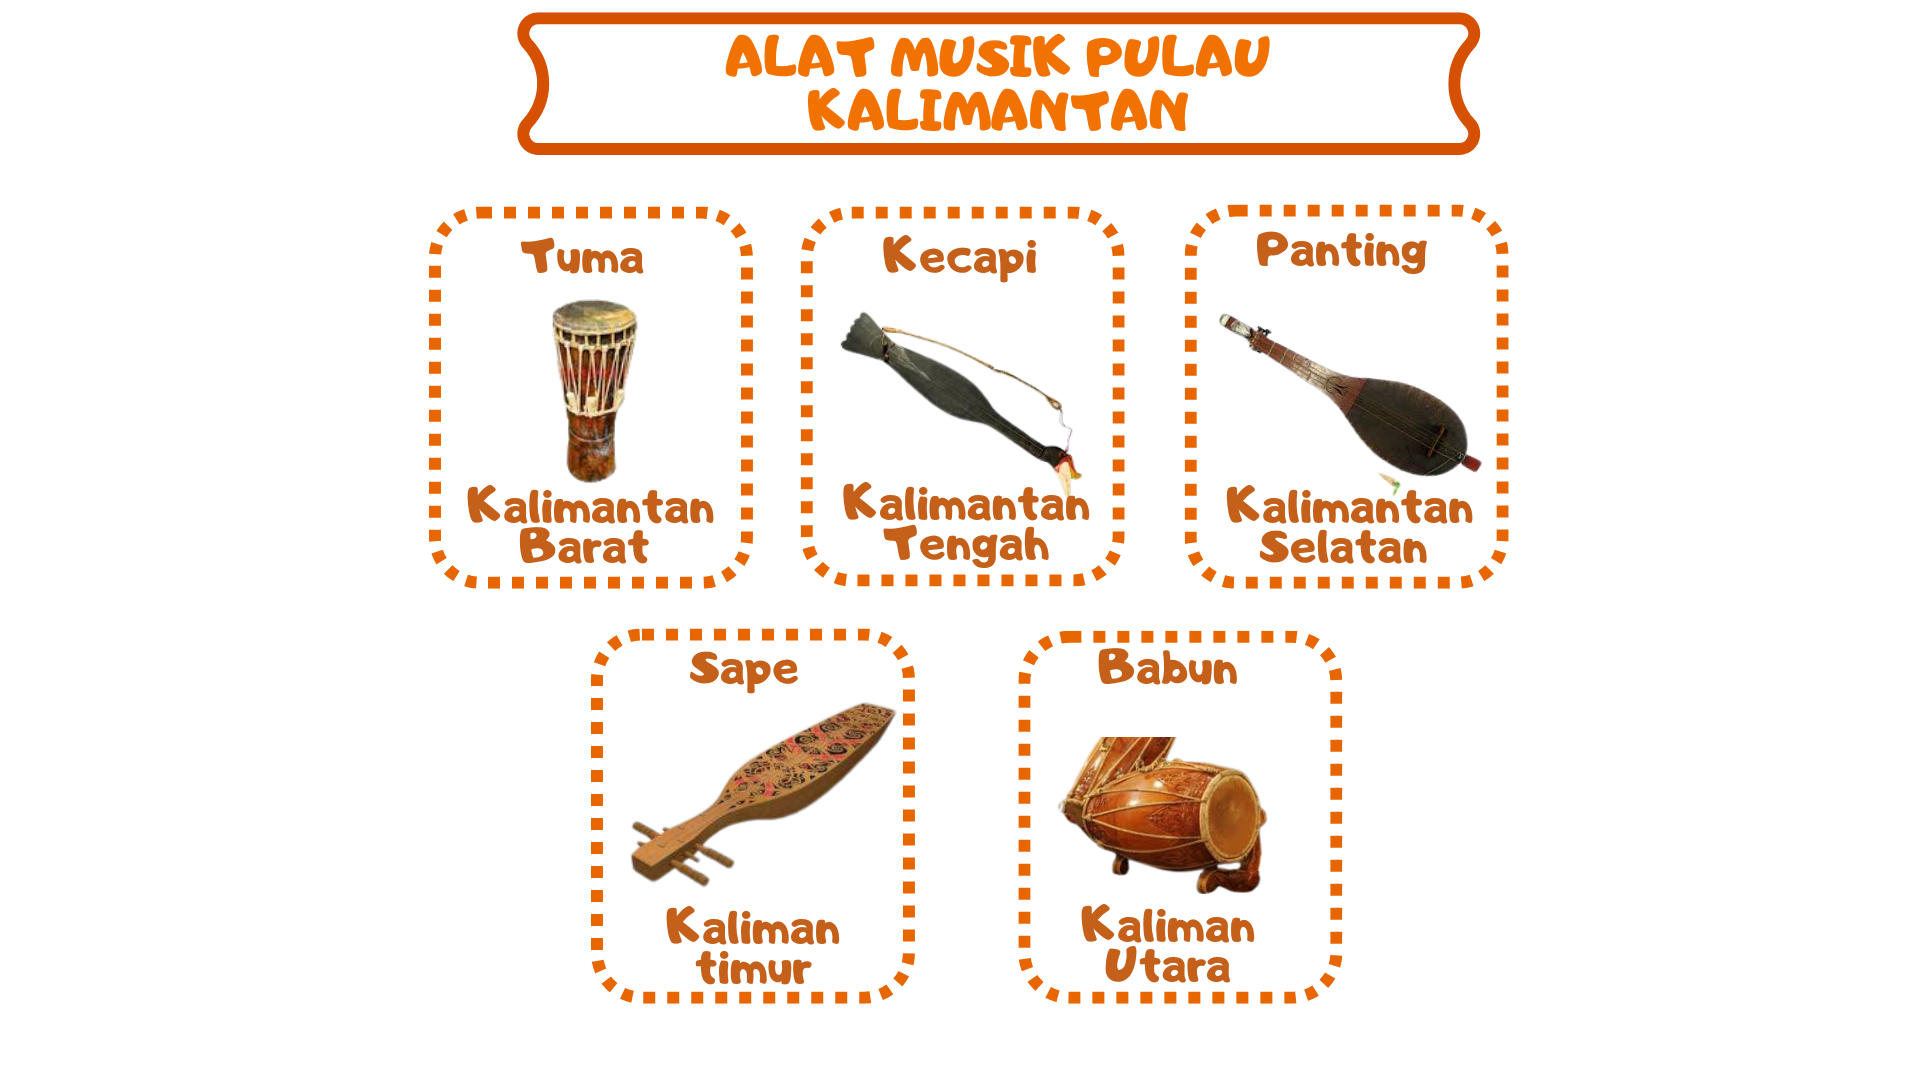 ALAT MUSIK PULAU
KALIMANTAN
Tuma
Kalimantan
Barat
Kecapi
Kalimantan
Tengah
Panting
Kalimantan
Selatan
Sape
Kaliman
timur
Babun
Kaliman
Utara